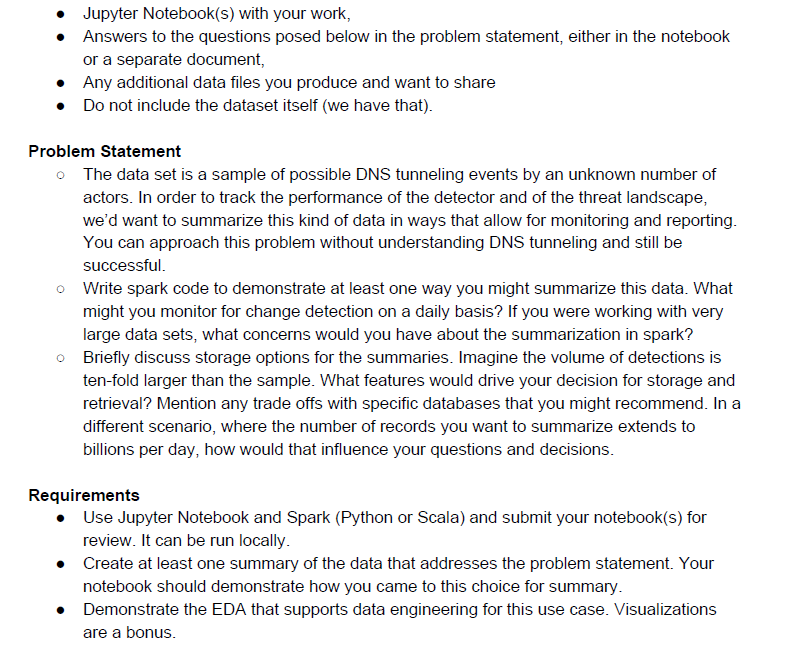 ● Jupyter Notebook(s) with your work,
● Answers to the questions posed below in the problem statement, either in the notebook
or a separate document,
● Any additional data files you produce and want to share
● Do not include the dataset itself (we have that).
Problem Statement
○ The data set is a sample of possible DNS tunneling events by an unknown number of
actors. In order to track the performance of the detector and of the threat landscape,
we’d want to summarize this kind of data in ways that allow for monitoring and reporting.
You can approach this problem without understanding DNS tunneling and still be
successful.
○ Write spark code to demonstrate at least one way you might summarize this data. What
might you monitor for change detection on a daily basis? If you were working with very
large data sets, what concerns would you have about the summarization in spark?
○ Briefly discuss storage options for the summaries. Imagine the volume of detections is
ten-fold larger than the sample. What features would drive your decision for storage and
retrieval? Mention any trade offs with specific databases that you might recommend. In a
different scenario, where the number of records you want to summarize extends to
billions per day, how would that influence your questions and decisions.
Requirements
● Use Jupyter Notebook and Spark (Python or Scala) and submit your notebook(s) for
review. It can be run locally.
● Create at least one summary of the data that addresses the problem statement. Your
notebook should demonstrate how you came to this choice for summary.
● Demonstrate the EDA that supports data engineering for this use case. Visualizations
are a bonus.